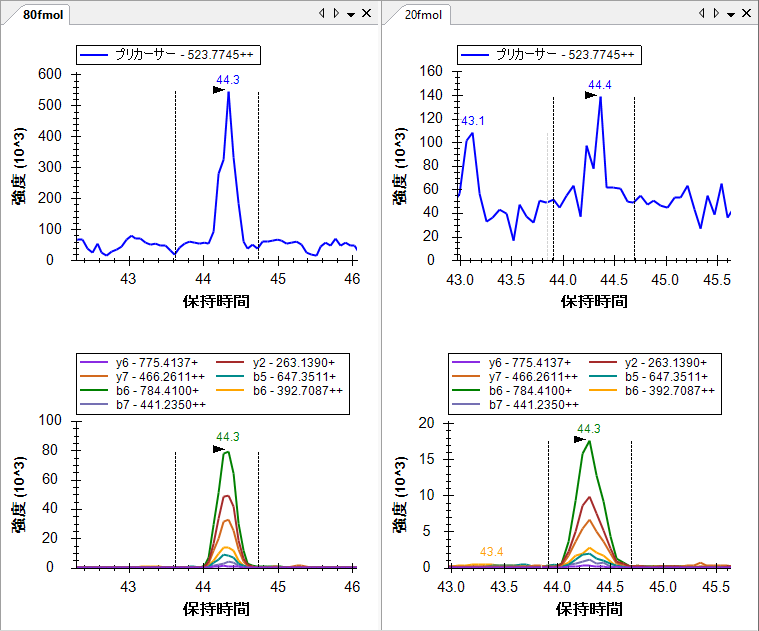 80fmol
プリカーサー - 523.7745++
強度 (10^3)
600
500
400
300
200
100
0
44.3
43
44
45
46
保持時間
y6 - 775.4137+
y2 - 263.1390+
y7 - 466.2611++
b5 - 647.3511+
b6 - 784.4100+
b6 - 392.7087++
b7 - 441.2350++
強度 (10^3)
100
80
60
40
20
0
44.3
43
44
45
46
保持時間
20fmol
プリカーサー - 523.7745++
強度 (10^3)
160
140
120
100
80
60
40
20
0
43.1
44.4
43.0
43.5
44.0
44.5
45.0
45.5
保持時間
y6 - 775.4137+
y2 - 263.1390+
y7 - 466.2611++
b5 - 647.3511+
b6 - 784.4100+
b6 - 392.7087++
b7 - 441.2350++
強度 (10^3)
20
15
10
5
0
44.3
43.4
43.0
43.5
44.0
44.5
45.0
45.5
保持時間